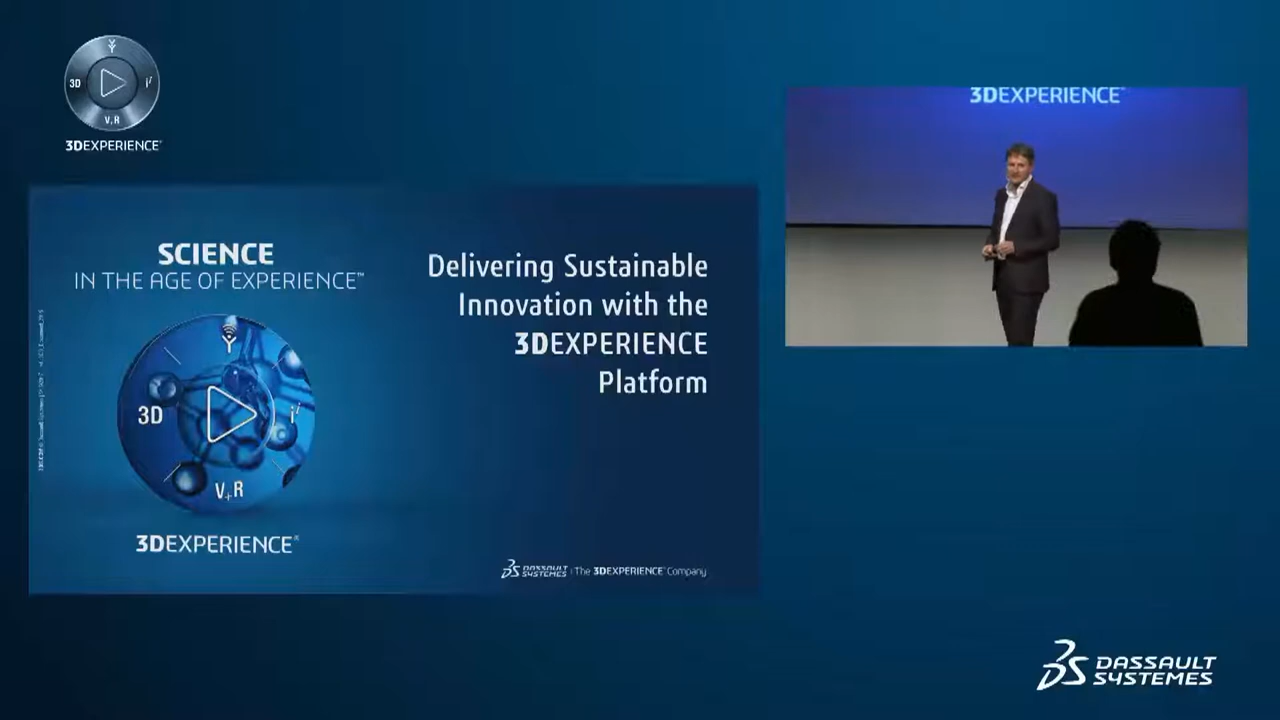 3D
V,R
3DEXPERIENCE
3DEXPERIENCE
SCIENCE
IN THE AGE OF EXPERIENCE™
3D
V+R
3DEXPERIENCE®
Delivering Sustainable
Innovation with the
3DEXPERIENCE
Platform
DASSAULT SYSTEMES | The 3DEXPERIENCE Company
DASSAULT
SYSTEMES